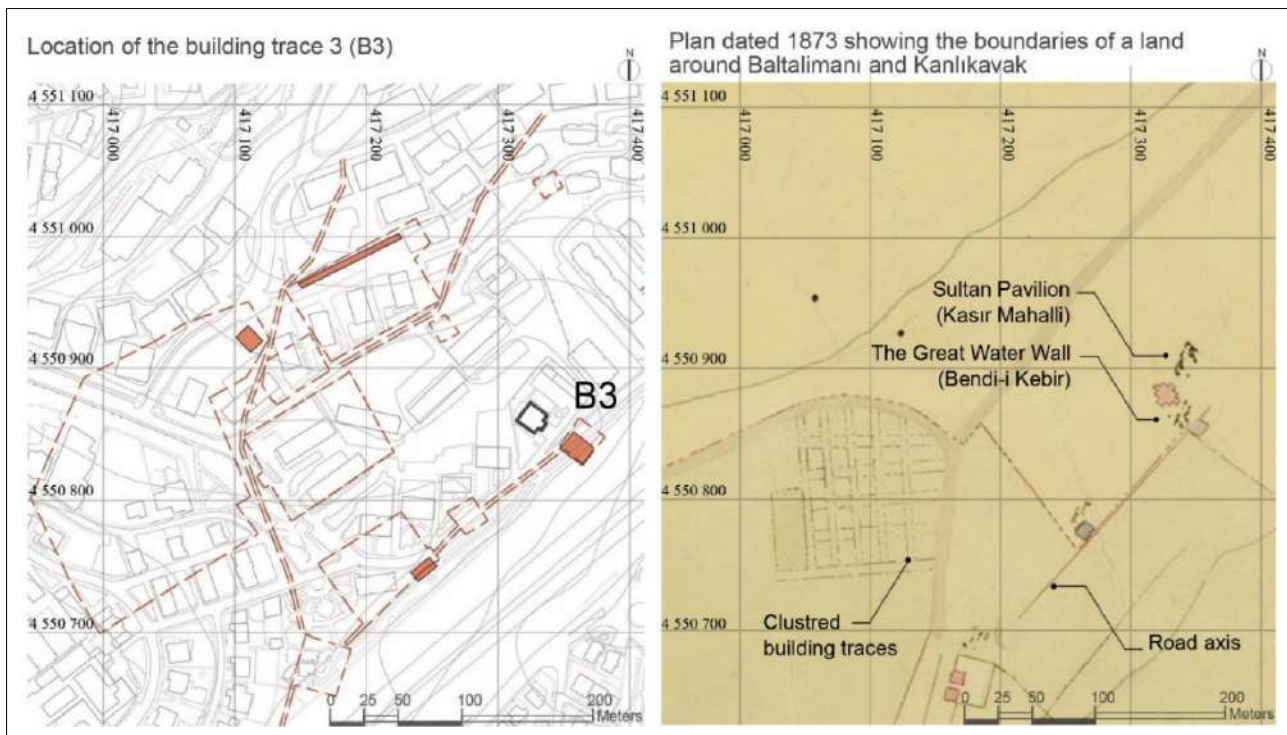 Location of the building trace 3 (B3)
N
4 551 100
417 000
417 100
417 200
417 300
417 400
4 551 000
4 550 900
B3
4 550 800
4 550 700
0 25 50 100 200
Meters
Plan dated 1873 showing the boundaries of a land
around Baltalimanı and Kanlıkavak
N
4 551 100
417 000
417 100
417 200
417 300
417 400
4 551 000
Sultan Pavilion
(Kasır Mahalli)
4 550 900
The Great Water Wall
(Bendi-i Kebir)
4 550 800
Clustred
building traces
4 550 700
Road axis
0 25 50 100 200
Meters